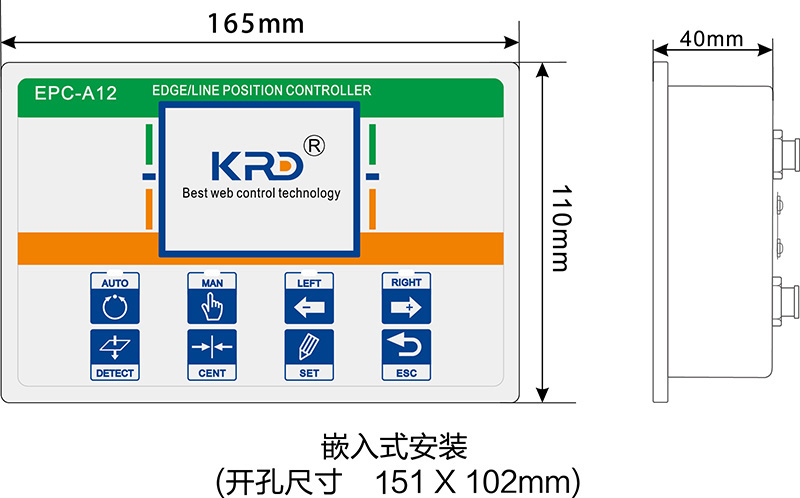 165mm
40mm
EPC-A12 EDGE/LINE POSITION CONTROLLER
KRD®
Best web control technology
110mm
AUTO MAN LEFT RIGHT
- +
DETECT CENT SET ESC
嵌入式安装
(开孔尺寸 151 X 102mm)